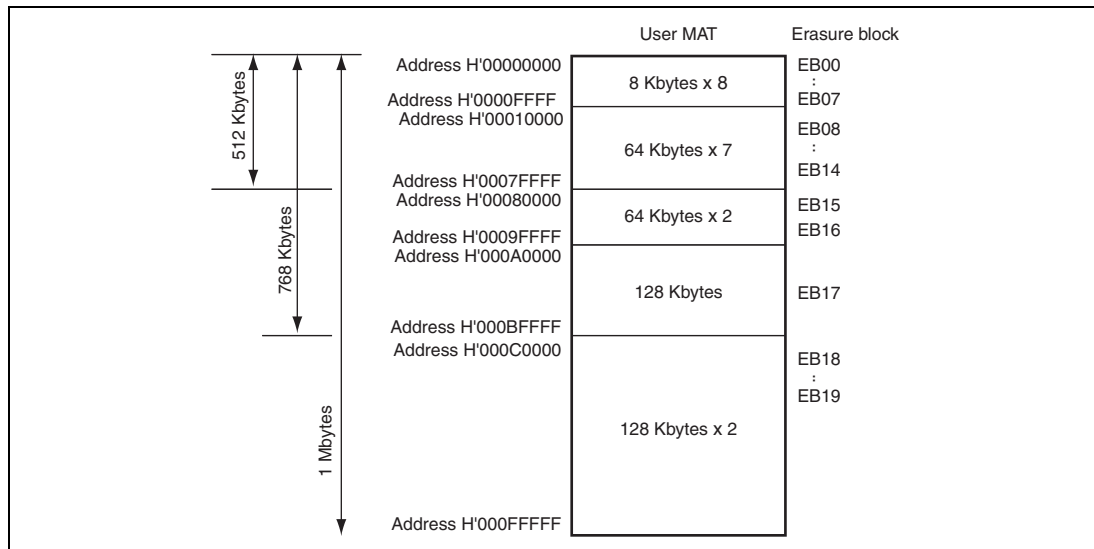 User MAT
Erasure block
Address H'00000000
8 Kbytes x 8
EB00
:
EB07
Address H'0000FFFF
Address H'00010000
64 Kbytes x 7
EB08
:
EB14
Address H'0007FFFF
Address H'00080000
64 Kbytes x 2
EB15
EB16
Address H'0009FFFF
Address H'000A0000
128 Kbytes
EB17
Address H'000BFFFF
Address H'000C0000
EB18
:
EB19
128 Kbytes x 2
Address H'000FFFFF
512 Kbytes
768 Kbytes
1 Mbytes